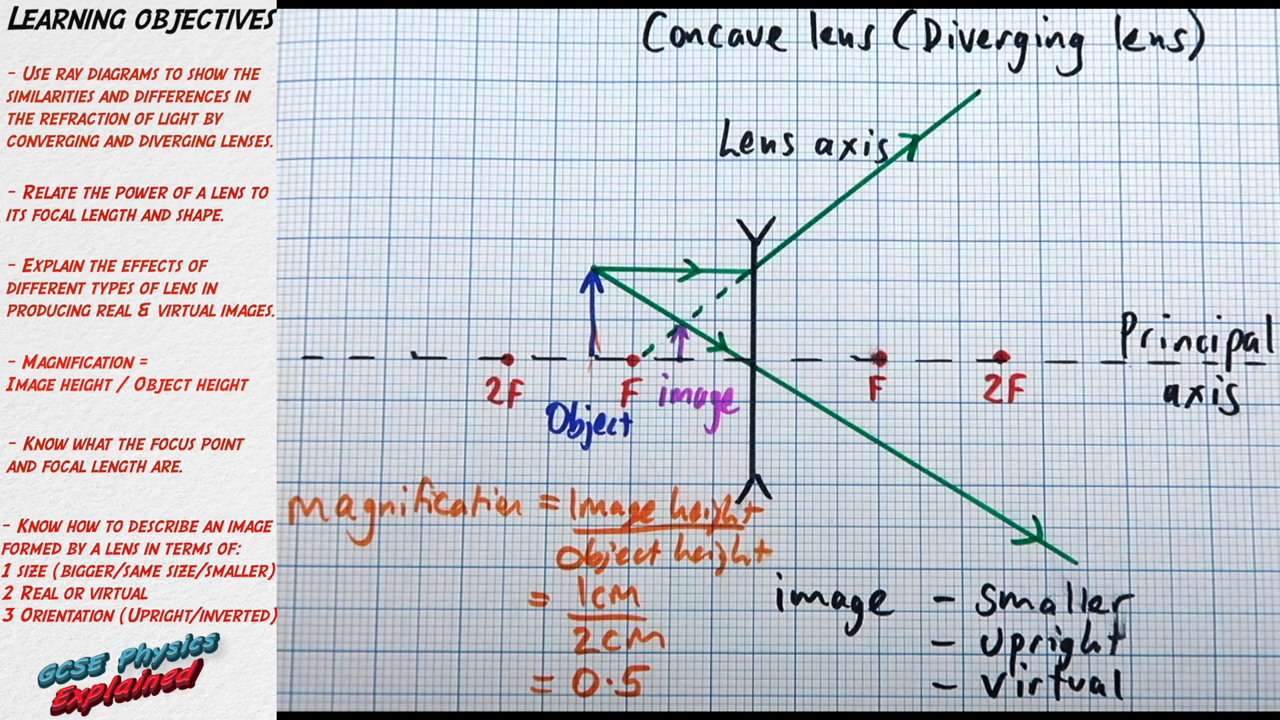 LEARNING OBJECTIVES
- USE RAY DIAGRAMS TO SHOW THE
SIMILARITIES AND DIFFERENCES IN
THE REFRACTION OF LIGHT BY
CONVERGING AND DIVERGING LENSES.
- RELATE THE POWER OF A LENS TO
ITS FOCAL LENGTH AND SHAPE.
- EXPLAIN THE EFFECTS OF
DIFFERENT TYPES OF LENS IN
PRODUCING REAL & VIRTUAL IMAGES.
- MAGNIFICATION =
IMAGE HEIGHT / OBJECT HEIGHT
- KNOW WHAT THE FOCUS POINT
AND FOCAL LENGTH ARE.
- KNOW HOW TO DESCRIBE AN IMAGE
FORMED BY A LENS IN TERMS OF:
1 SIZE (BIGGER/SAME SIZE/SMALLER)
2 REAL OR VIRTUAL
3 ORIENTATION (UPRIGHT/INVERTED)
GCSE Physics
Explained
Concave lens (Diverging lens)
Lens axis
Principal
axis
2F
F
image
F
2F
Object
magnification = Image height
Object height
= 1cm
2cm
= 0.5
image - smaller
- upright
- virtual